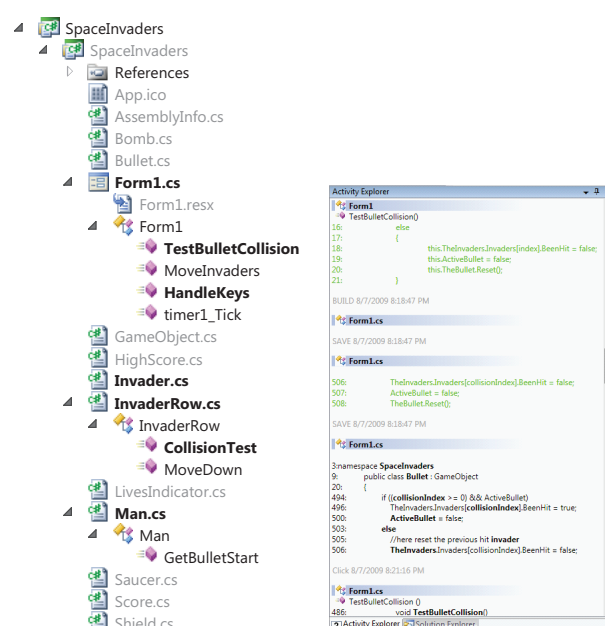 SpaceInvaders
SpaceInvaders
References
App.ico
AssemblyInfo.cs
Bomb.cs
Bullet.cs
Form1.cs
Form1.resx
Form1
TestBulletCollision
MoveInvaders
HandleKeys
timer1_Tick
GameObject.cs
HighScore.cs
Invader.cs
InvaderRow.cs
InvaderRow
CollisionTest
MoveDown
LivesIndicator.cs
Man.cs
Man
GetBulletStart
Saucer.cs
Score.cs
Shield.cs
Activity Explorer
Form1
TestBulletCollision()
16: else
17: {
18: this.TheInvaders.Invaders[index].BeenHit = false;
19: this.ActiveBullet = false;
20: this.TheBullet.Reset();
21: }
BUILD 8/7/2009 8:18:47 PM
Form1.cs
SAVE 8/7/2009 8:18:47 PM
Form1.cs
506: TheInvaders.Invaders[collisionIndex].BeenHit = false;
507: ActiveBullet = false;
508: TheBullet.Reset();
SAVE 8/7/2009 8:18:47 PM
Form1.cs
3:namespace SpaceInvaders
9: public class Bullet : GameObject
20: {
494: if ((collisionIndex >= 0) && ActiveBullet)
496: TheInvaders.Invaders[collisionIndex].BeenHit = true;
500: ActiveBullet = false;
503: else
505: //here reset the previous hit invader
506: TheInvaders.Invaders[collisionIndex].BeenHit = false;
Click 8/7/2009 8:21:16 PM
Form1.cs
TestBulletCollision ()
486: void TestBulletCollision()
Activity Explorer Solution Explorer